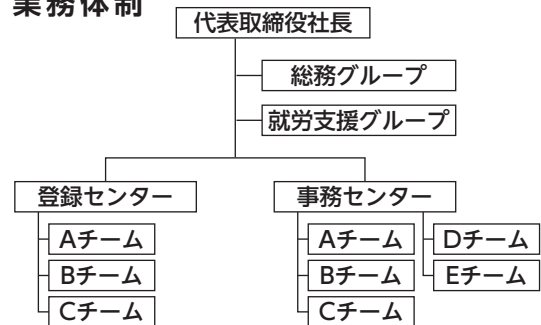 業務体制
代表取締役社長
総務グループ
就労支援グループ
登録センター
Aチーム
Bチーム
Cチーム
事務センター
Aチーム
Bチーム
Cチーム
Dチーム
Eチーム